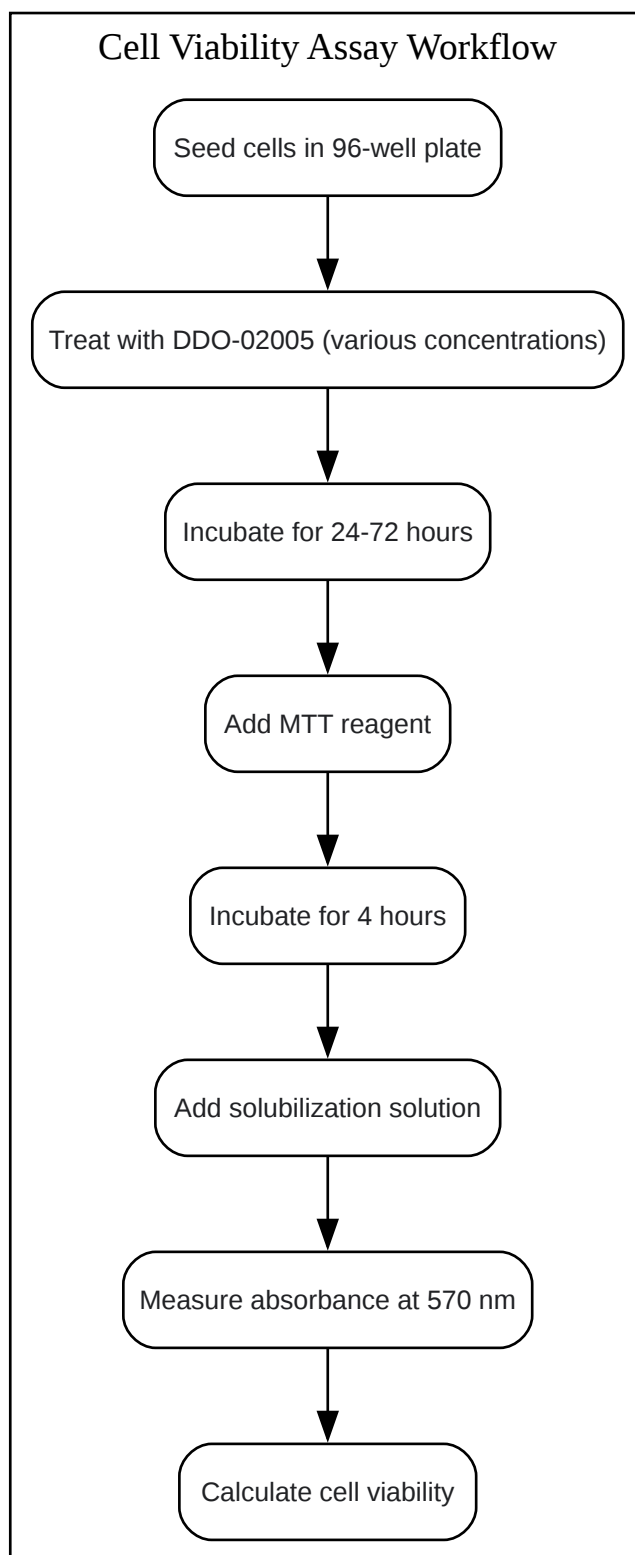 Cell Viability Assay Workflow
Seed cells in 96-well plate
Treat with DDO-02005 (various concentrations)
Incubate for 24-72 hours
Add MTT reagent
Incubate for 4 hours
Add solubilization solution
Measure absorbance at 570 nm
Calculate cell viability